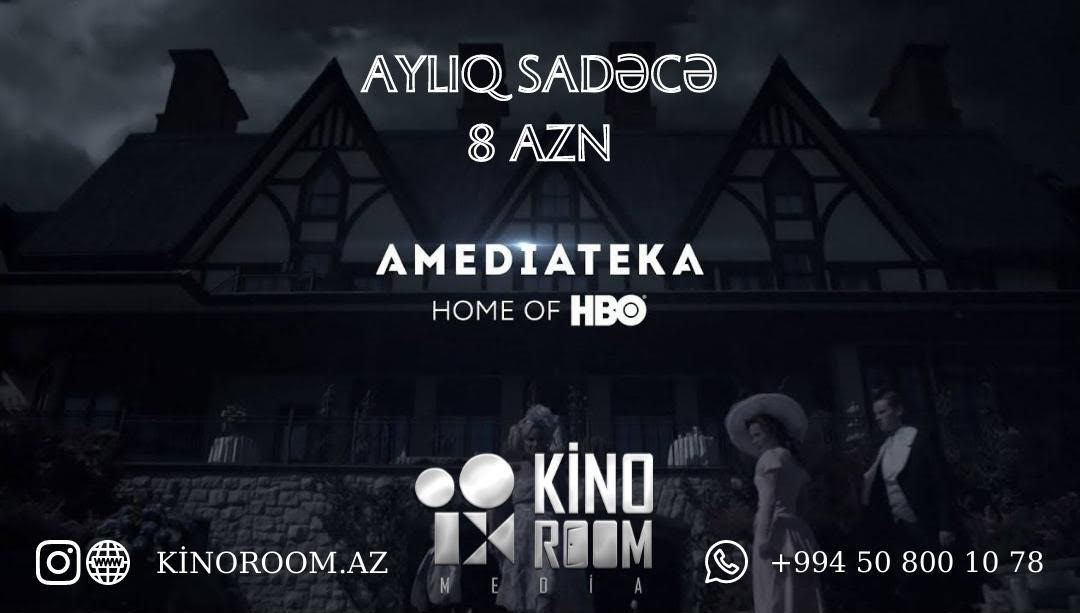 AYLIQ SADƏCƏ
8 AZN
AMEDIATEKA
HOME OF HBO®
KİNO
ROOM
MEDİA
WWW
KİNOROOM.AZ
+994 50 800 10 78